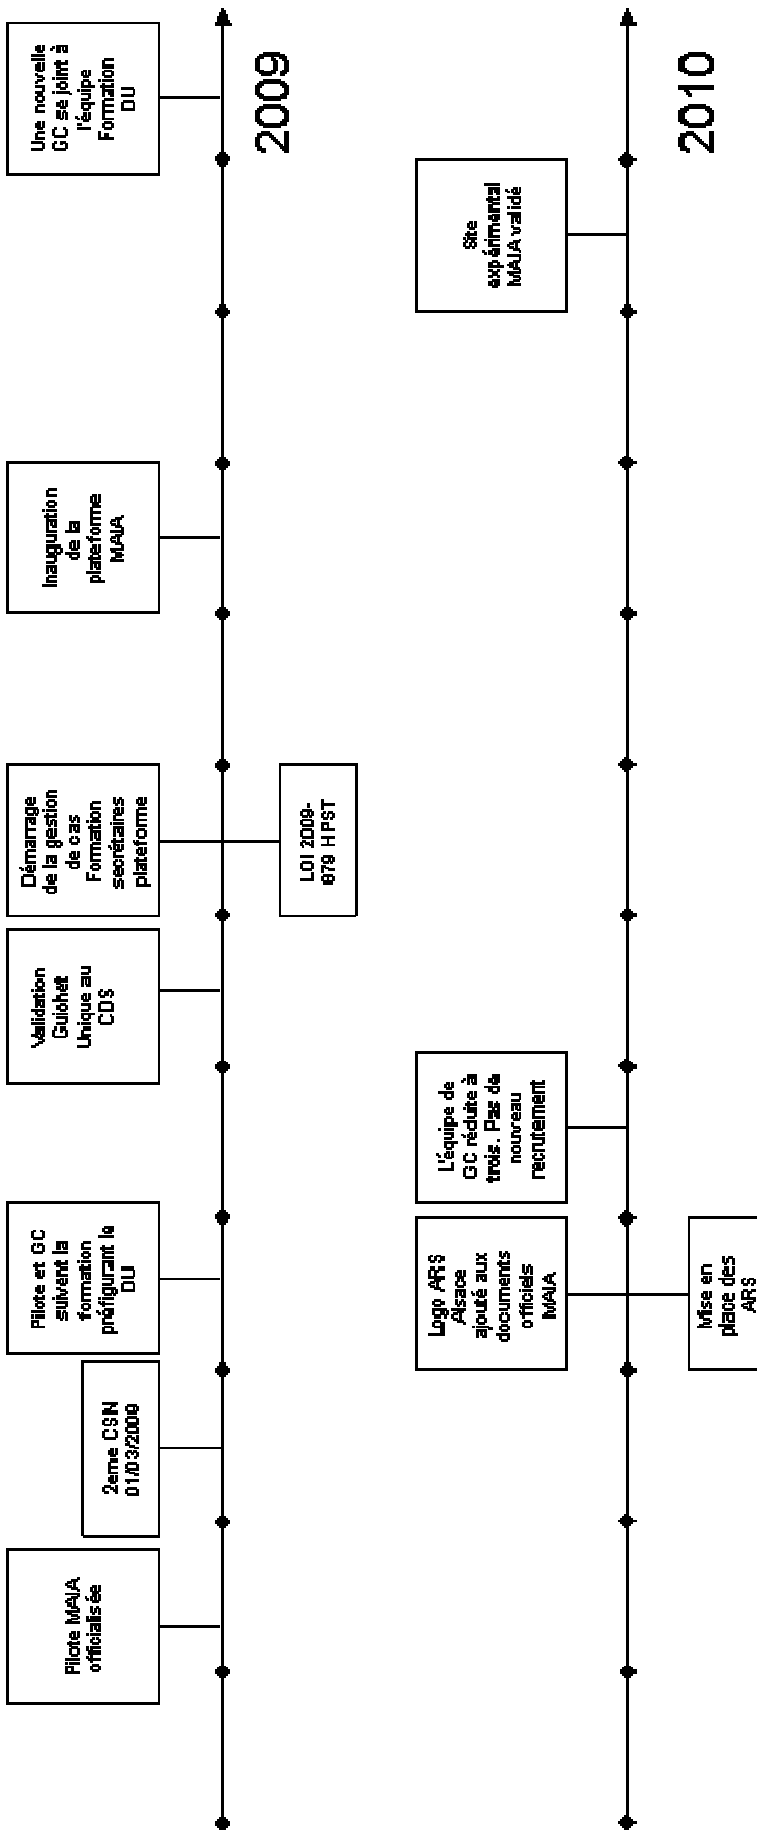 Pilote MAIA
officialisée
2eme CSN
01/03/2009
Pilote et GC
suivent la
formation
préfigurant le
DU
Validation
Guichet
Unique au
CDS
Démarrage
de la gestion
de cas
Formation
secrétaires
plateforme
LOI 2009-
879 HPST
Inauguration
de la
plateforme
MAIA
Une nouvelle
GC se joint à
l'équipe
Formation
DU
2009
Logo ARS
Alsace
ajouté aux
documents
officiels
MAIA
Mise en
place des
ARS
L'équipe de
GC réduite à
trois. Pas de
nouveau
recrutement
Site
expérimental
MAIA validé
2010